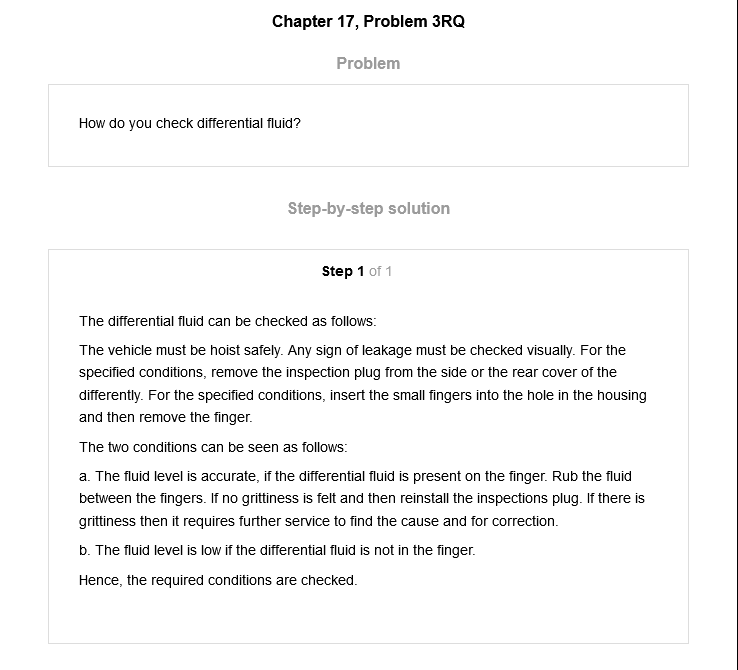 Chapter 17, Problem 3RQ
Problem
How do you check differential fluid?
Step-by-step solution
Step 1 of 1
The differential fluid can be checked as follows:
The vehicle must be hoist safely. Any sign of leakage must be checked visually. For the
specified conditions, remove the inspection plug from the side or the rear cover of the
differently. For the specified conditions, insert the small fingers into the hole in the housing
and then remove the finger.
The two conditions can be seen as follows:
a. The fluid level is accurate, if the differential fluid is present on the finger. Rub the fluid
between the fingers. If no grittiness is felt and then reinstall the inspections plug. If there is
grittiness then it requires further service to find the cause and for correction.
b. The fluid level is low if the differential fluid is not in the finger.
Hence, the required conditions are checked.